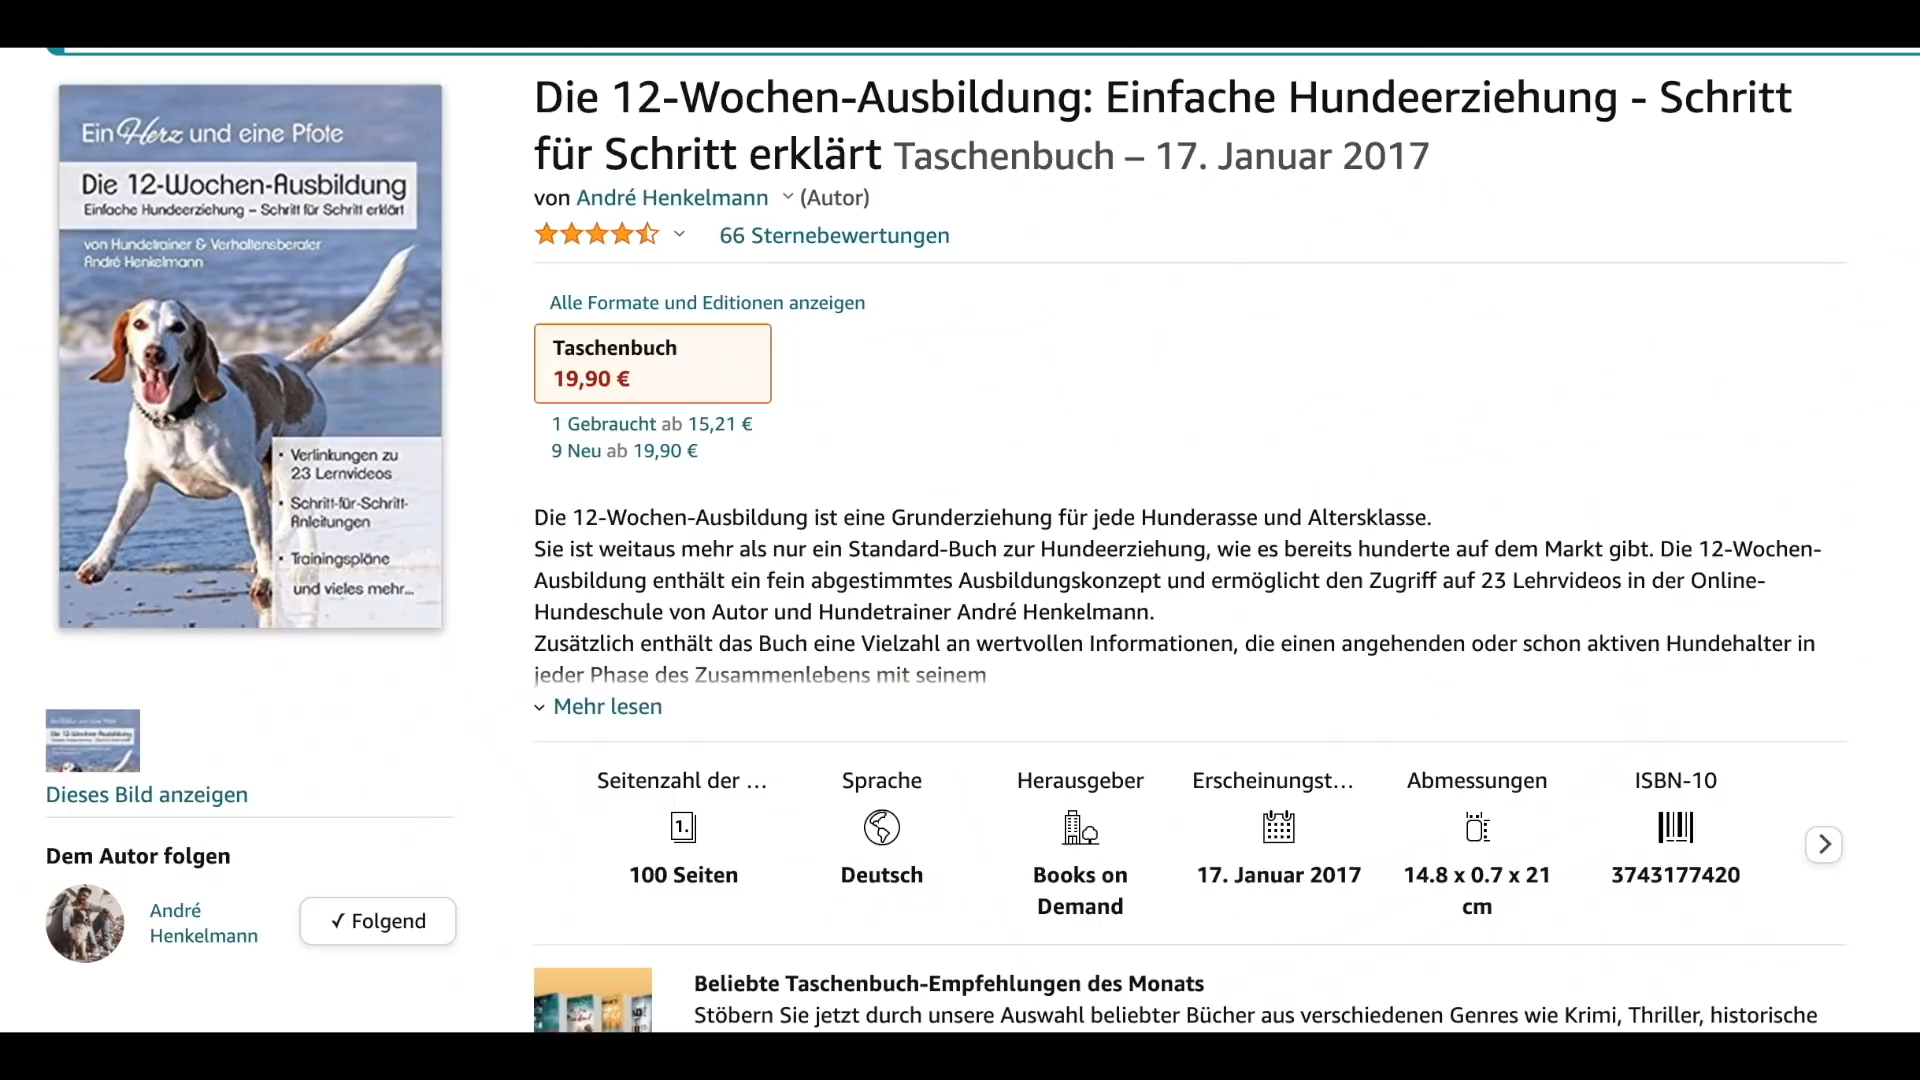 Ein Herz und eine Pfote
Die 12-Wochen-Ausbildung
Einfache Hundeerziehung – Schritt für Schritt erklärt
von Hundetrainer & Verhaltensberater
André Henkelmann
• Verlinkungen zu
23 Lernvideos
• Schritt-für-Schritt-
Anleitungen
• Trainingspläne
und vieles mehr...
Dieses Bild anzeigen
Dem Autor folgen
André
Henkelmann
✓ Folgend
Die 12-Wochen-Ausbildung: Einfache Hundeerziehung - Schritt
für Schritt erklärt Taschenbuch – 17. Januar 2017
von André Henkelmann (Autor)
66 Sternebewertungen
Alle Formate und Editionen anzeigen
Taschenbuch
19,90 €
1 Gebraucht ab 15,21 €
9 Neu ab 19,90 €
Die 12-Wochen-Ausbildung ist eine Grunderziehung für jede Hunderasse und Altersklasse.
Sie ist weitaus mehr als nur ein Standard-Buch zur Hundeerziehung, wie es bereits hunderte auf dem Markt gibt. Die 12-Wochen-
Ausbildung enthält ein fein abgestimmtes Ausbildungskonzept und ermöglicht den Zugriff auf 23 Lehrvideos in der Online-
Hundeschule von Autor und Hundetrainer André Henkelmann.
Zusätzlich enthält das Buch eine Vielzahl an wertvollen Informationen, die einen angehenden oder schon aktiven Hundehalter in
jeder Phase des Zusammenlebens mit seinem
Mehr lesen
Seitenzahl der ...
1.
100 Seiten
Sprache
Deutsch
Herausgeber
Books on
Demand
Erscheinungst...
17. Januar 2017
Abmessungen
14.8 x 0.7 x 21
cm
ISBN-10
3743177420
Beliebte Taschenbuch-Empfehlungen des Monats
Stöbern Sie jetzt durch unsere Auswahl beliebter Bücher aus verschiedenen Genres wie Krimi, Thriller, historische